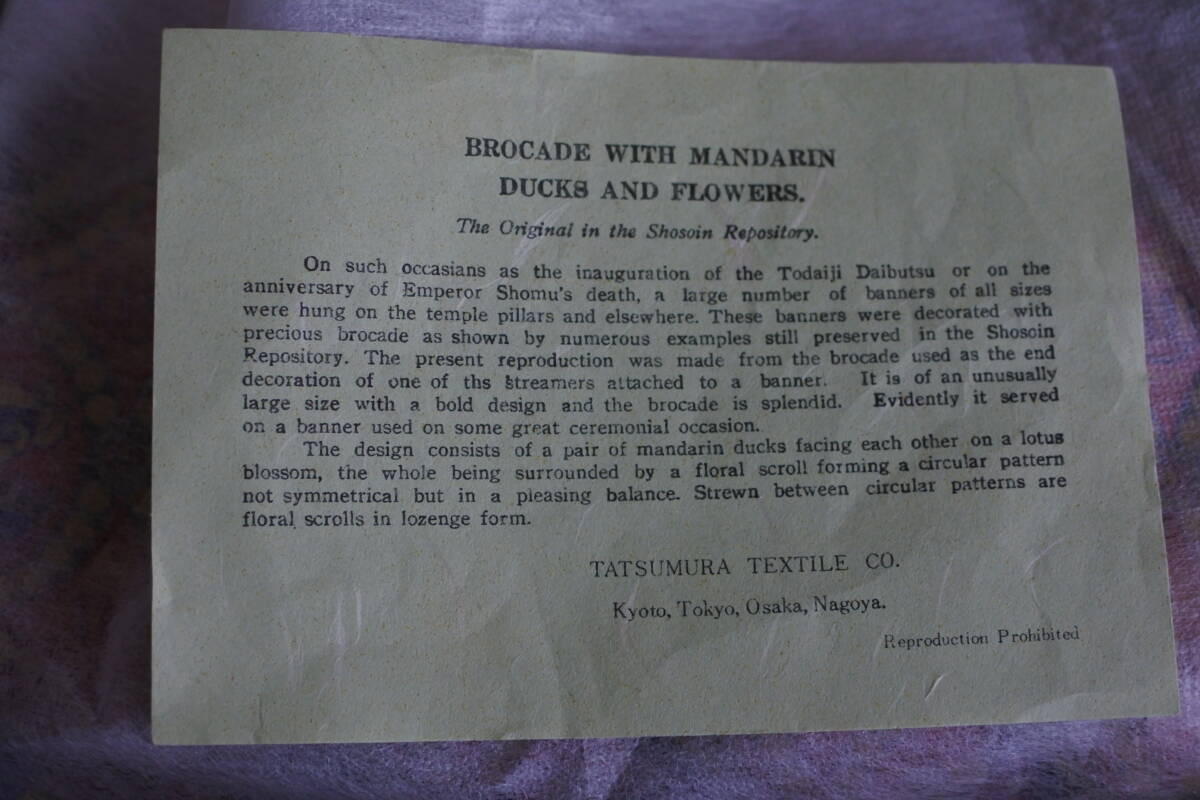 BROCADE WITH MANDARIN
DUCKS AND FLOWERS.
The Original in the Shosoin Repository.
On such occasians as the inauguration of the Todaiji Daibutsu or on the
anniversary of Emperor Shomu's death, a large number of banners of all sizes
were hung on the temple pillars and elsewhere. These banners were decorated with
precious brocade as shown by numerous examples still preserved in the Shosoin
Repository. The present reproduction was made from the brocade used as the end
decoration of one of ths streamers attached to a banner. It is of an unusually
large size with a bold design and the brocade is splendid. Evidently it served
on a banner used on some great ceremonial occasion.
The design consists of a pair of mandarin ducks facing each other on a lotus
blossom, the whole being surrounded by a floral scroll forming a circular pattern
not symmetrical but in a pleasing balance. Strewn between circular patterns are
floral scrolls in lozenge form.
TATSUMURA TEXTILE CO.
Kyoto, Tokyo, Osaka, Nagoya.
Reproduction Prohibited